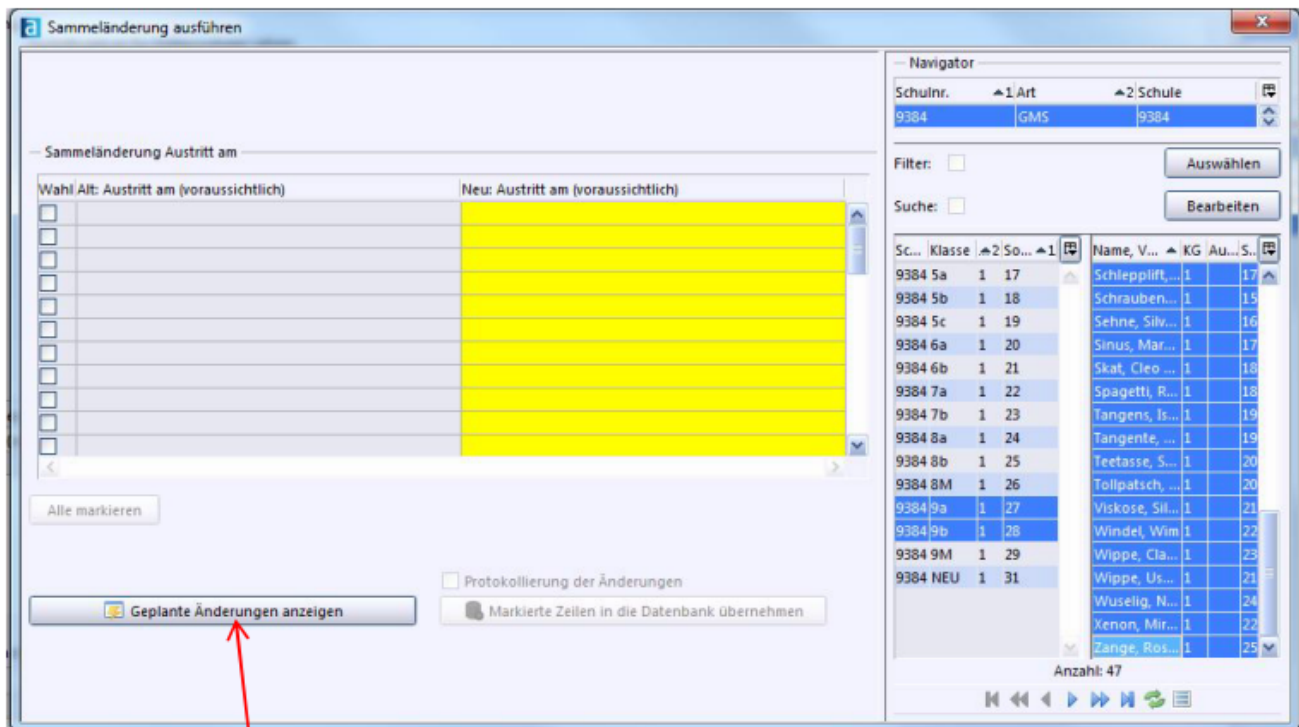 Sammeländerung ausführen
Sammeländerung Austritt am
Wahl Alt: Austritt am (voraussichtlich) Neu: Austritt am (voraussichtlich)
Alle markieren
Protokollierung der Änderungen
Geplante Änderungen anzeigen
Markierte Zeilen in die Datenbank übernehmen
Navigator
Schulnr. 1 Art 2 Schule
9384 GMS 9384
Filter:
Auswählen
Suche:
Bearbeiten
Sc... Klasse 2 So... 1
9384 5a 1 17
9384 5b 1 18
9384 5c 1 19
9384 6a 1 20
9384 6b 1 21
9384 7a 1 22
9384 7b 1 23
9384 8a 1 24
9384 8b 1 25
9384 8M 1 26
9384 9a 1 27
9384 9b 1 28
9384 9M 1 29
9384 NEU 1 31
Name, V... KG Au... S..
Schlepplift,... 1 17
Schrauben... 1 15
Sehne, Silv... 1 16
Sinus, Mar... 1 17
Skat, Cleo ... 1 18
Spagetti, R... 1 18
Tangens, Is... 1 19
Tangente, ... 1 19
Teetasse, S... 1 20
Tollpatsch, ... 1 20
Viskose, Sil... 1 21
Windel, Wim 1 22
Wippe, Cla... 1 23
Wippe, Us... 1 21
Wuselig, N... 1 24
Xenon, Mir... 1 22
Zange, Ros... 1 25
Anzahl: 47